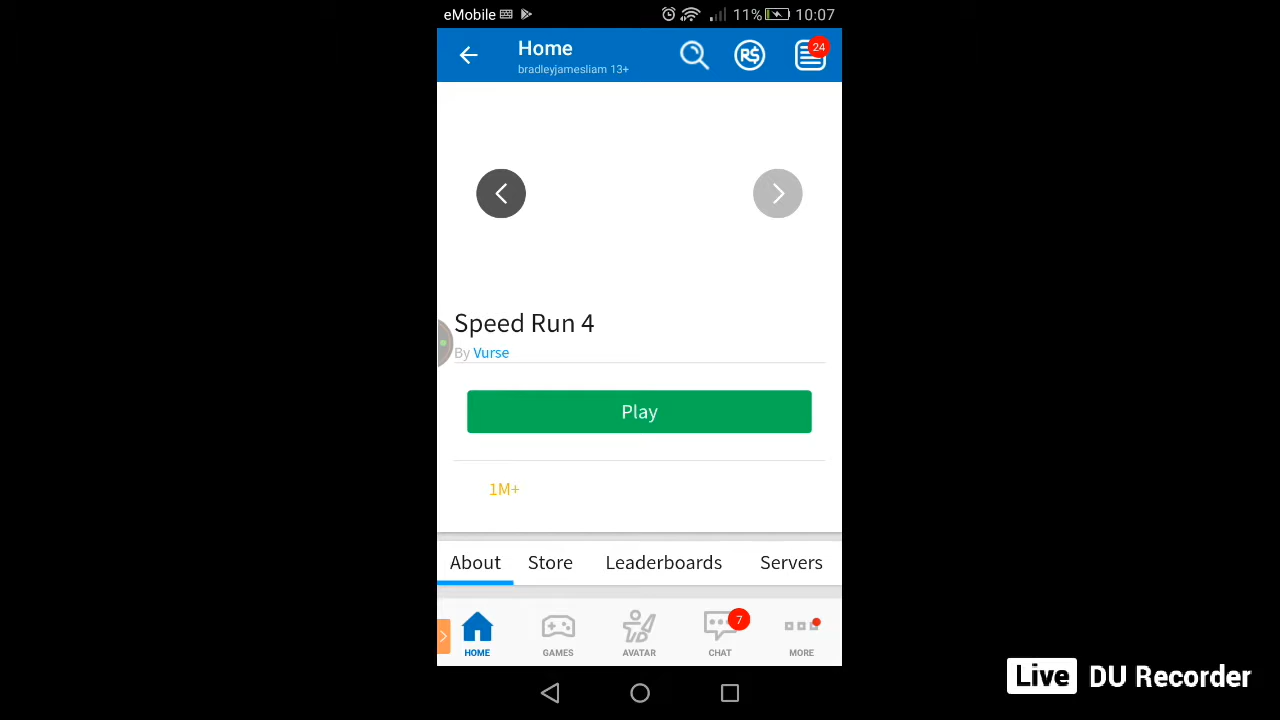 eMobile 11% 10:07
Home
bradleyjamesliam 13+
R$
24
Speed Run 4
By Vurse
Play
1M+
About Store Leaderboards Servers
7
HOME GAMES AVATAR CHAT MORE
Live DU Recorder